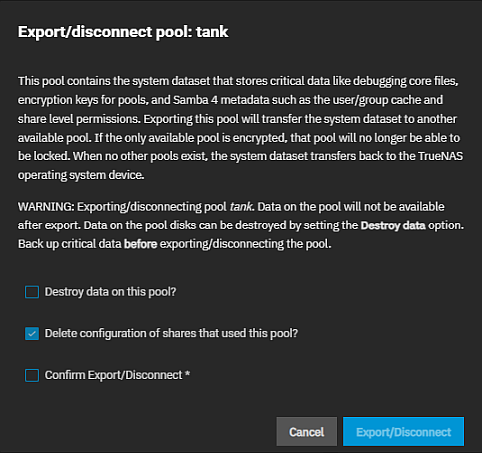 Export/disconnect pool: tank
This pool contains the system dataset that stores critical data like debugging core files,
encryption keys for pools, and Samba 4 metadata such as the user/group cache and
share level permissions. Exporting this pool will transfer the system dataset to another
available pool. If the only available pool is encrypted, that pool will no longer be able to
be locked. When no other pools exist, the system dataset transfers back to the TrueNAS
operating system device.
WARNING: Exporting/disconnecting pool tank. Data on the pool will not be available
after export. Data on the pool disks can be destroyed by setting the Destroy data option.
Back up critical data before exporting/disconnecting the pool.
Destroy data on this pool?
Delete configuration of shares that used this pool?
Confirm Export/Disconnect *
Cancel Export/Disconnect